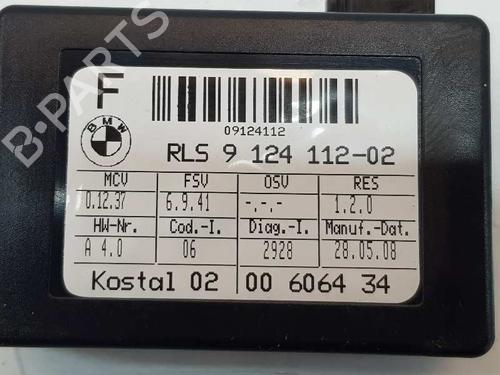 F
09124112
BMW
RLS 9 124 112-02
MCV FSV OSV RES
0.12.37 6.9.41 -.-.- 1.2.0
HW-Nr. Cod.-I. Diag.-I. Manuf.-Dat.
A 4.0 06 2928 28.05.08
Kostal 02 00 6064 34
B-PARTS